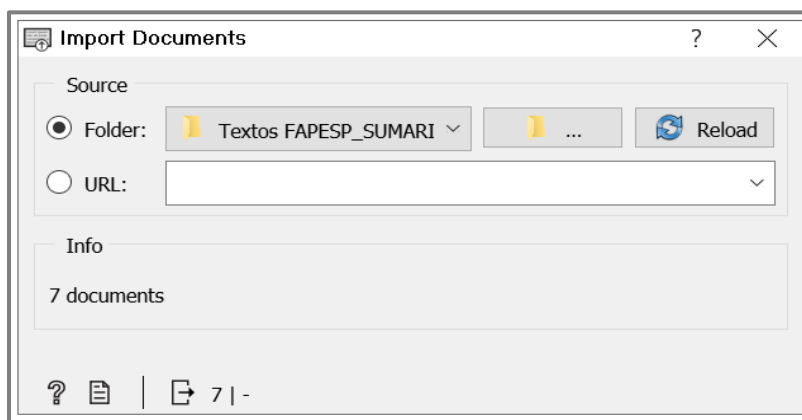 Import Documents ?
Source
Folder: Textos FAPESP_SUMARI ... Reload
URL:
Info
7 documents
? 7 | -